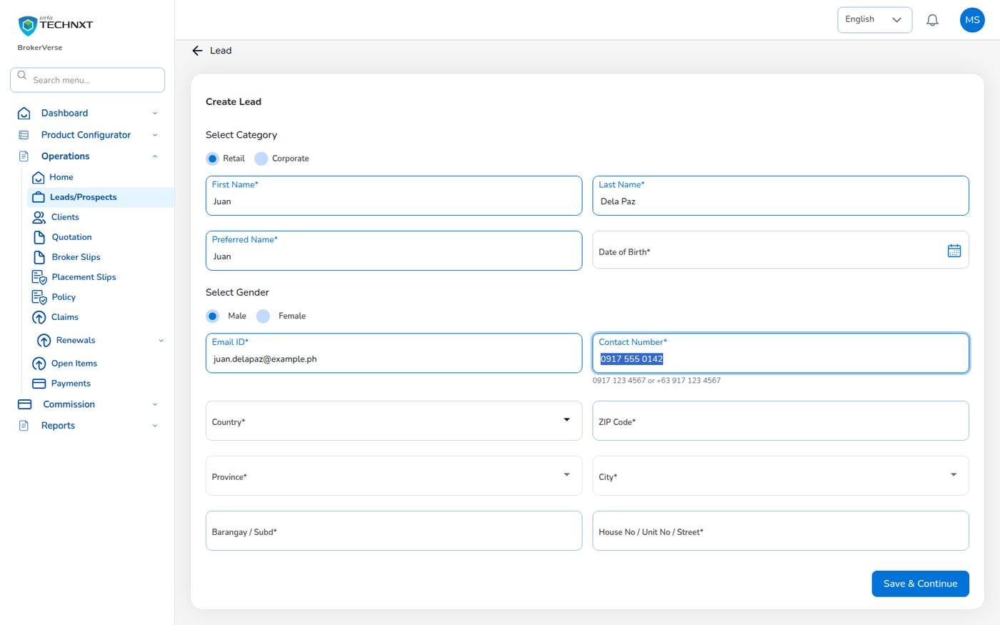 iorta
TECHNXT
BrokerVerse
Search menu...
Dashboard
Product Configurator
Operations
Home
Leads/Prospects
Clients
Quotation
Broker Slips
Placement Slips
Policy
Claims
Renewals
Open Items
Payments
Commission
Reports
English
MS
Lead
Create Lead
Select Category
Retail
Corporate
First Name*
Juan
Last Name*
Dela Paz
Preferred Name*
Juan
Date of Birth*
Select Gender
Male
Female
Email ID*
juan.delapaz@example.ph
Contact Number*
0917 555 0142
0917 123 4567 or +63 917 123 4567
Country*
ZIP Code*
Province*
City*
Barangay / Subd*
House No / Unit No / Street*
Save & Continue